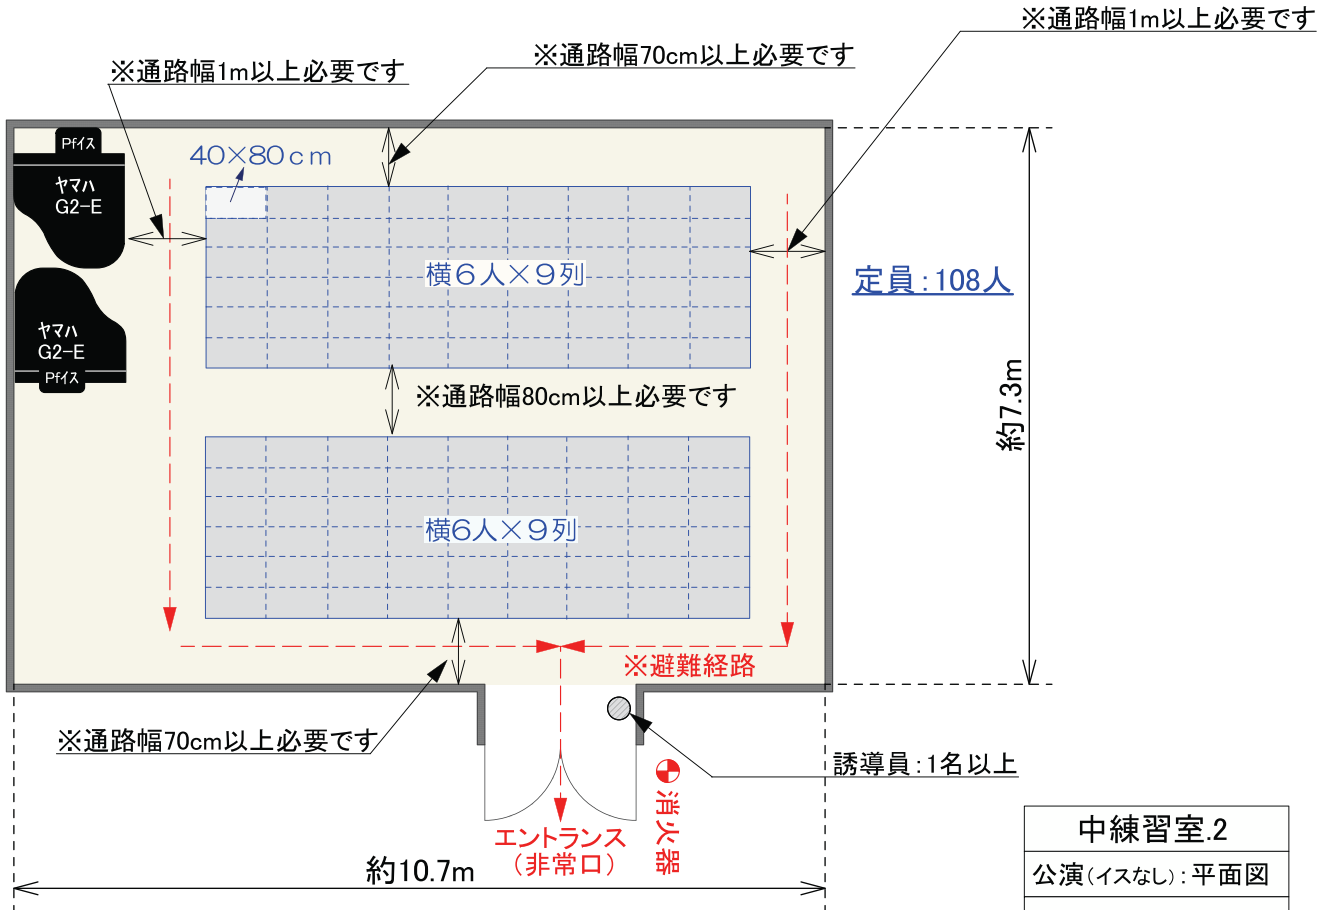 ※通路幅1m以上必要です
※通路幅70cm以上必要です
※通路幅1m以上必要です
Pfイス
ヤマハ
G2-E
40×80cm
横6人×9列
定員:108人
ヤマハ
G2-E
Pfイス
※通路幅80cm以上必要です
約7.3m
横6人×9列
※避難経路
※通路幅70cm以上必要です
誘導員:1名以上
消火器
エントランス
(非常口)
約10.7m
中練習室.2
公演(イスなし):平面図